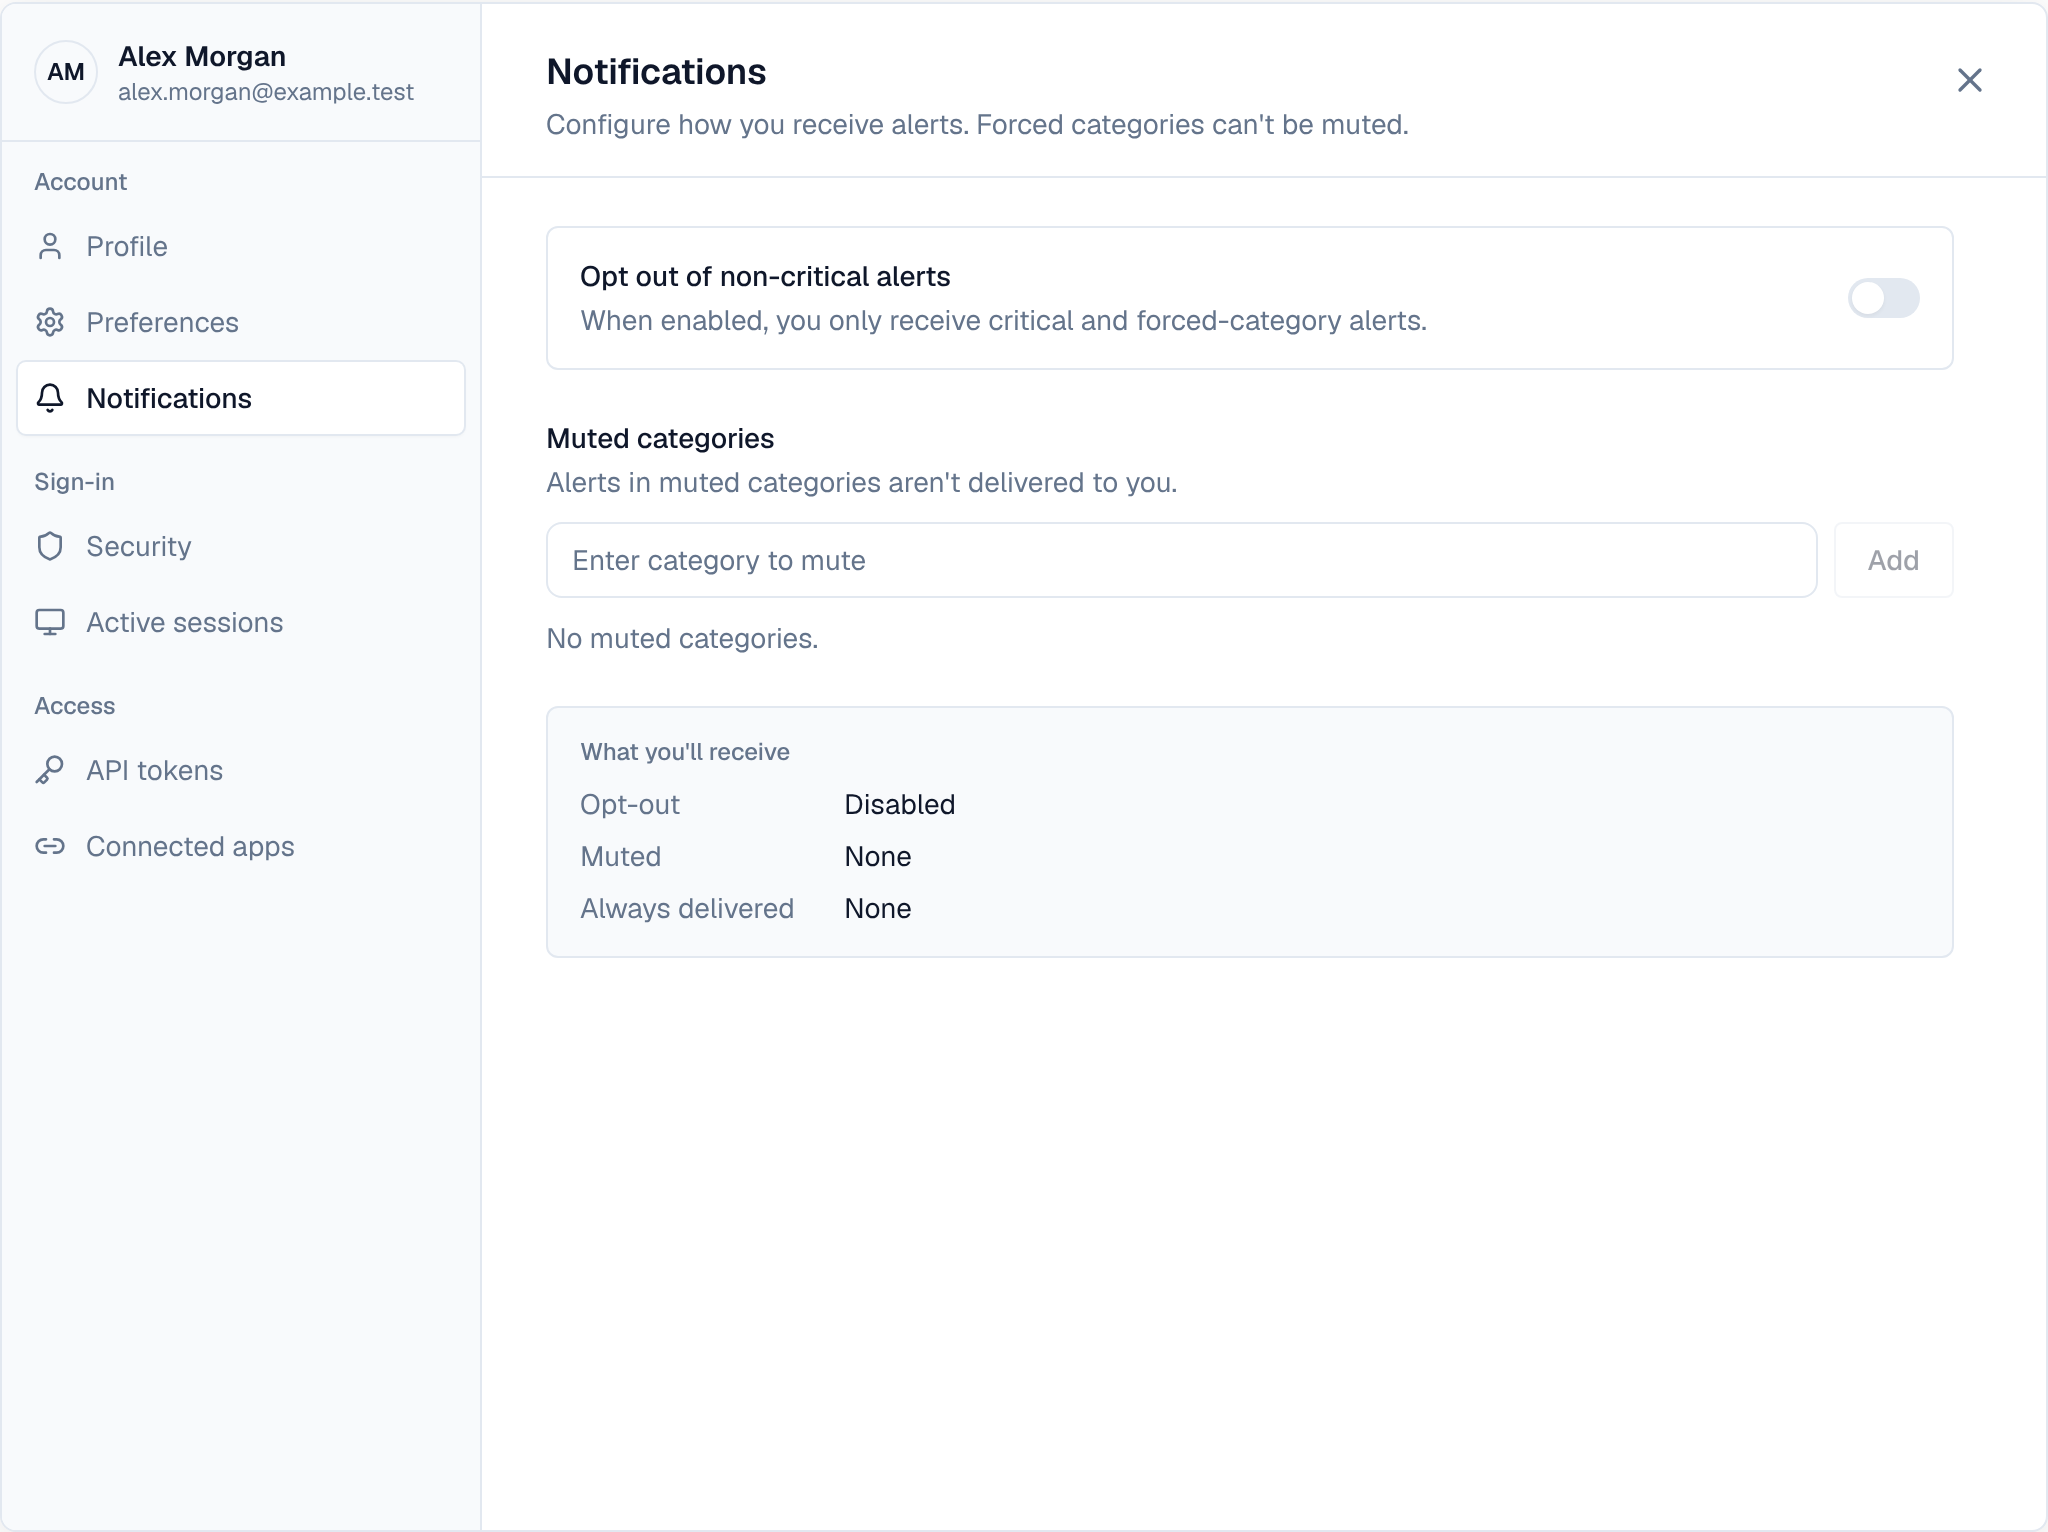 AM
Alex Morgan
alex.morgan@example.test
Account
Profile
Preferences
Notifications
Sign-in
Security
Active sessions
Access
API tokens
Connected apps
Notifications
Configure how you receive alerts. Forced categories can't be muted.
Opt out of non-critical alerts
When enabled, you only receive critical and forced-category alerts.
Muted categories
Alerts in muted categories aren't delivered to you.
Enter category to mute
Add
No muted categories.
What you'll receive
Opt-out Disabled
Muted None
Always delivered None